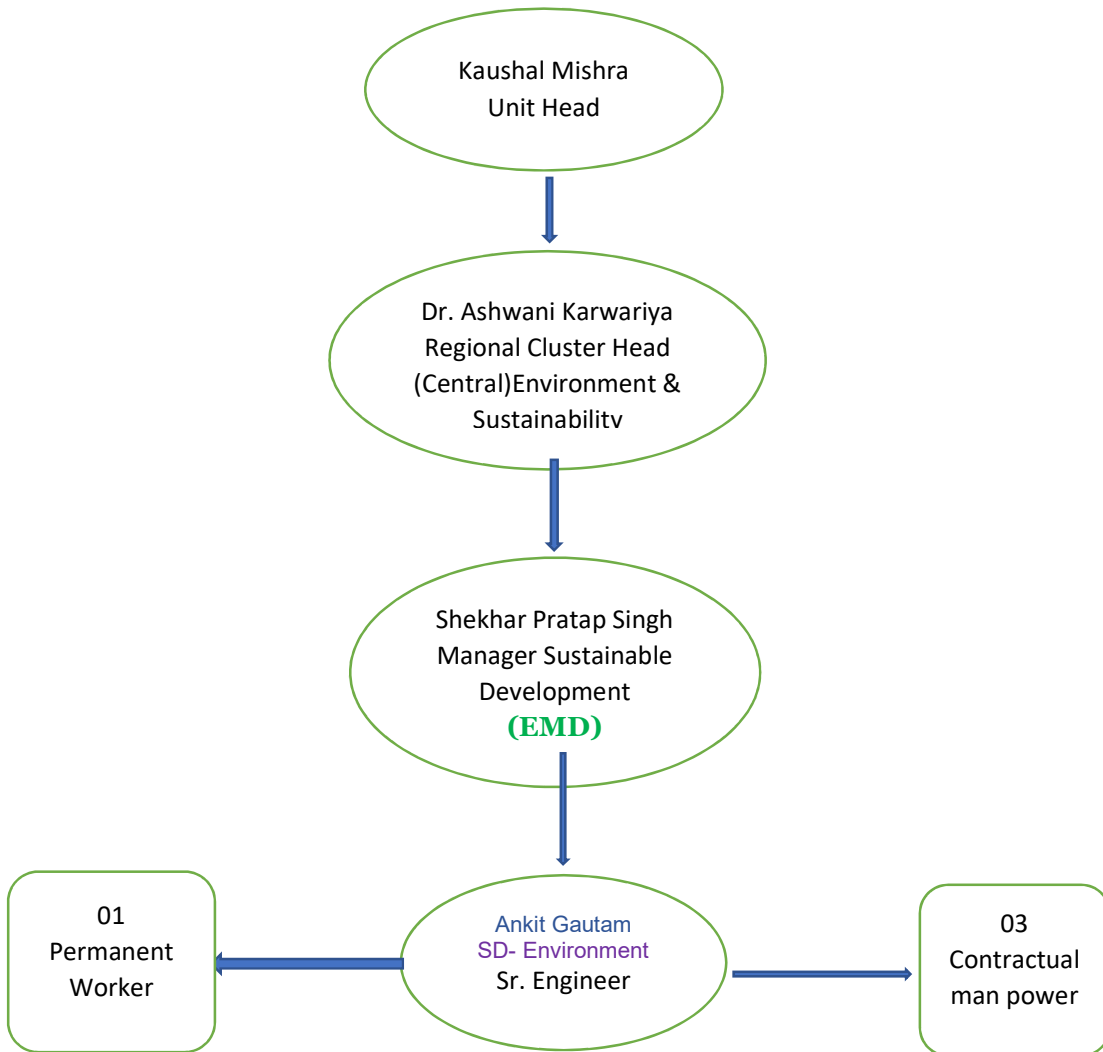 Kaushal Mishra
Unit Head
Dr. Ashwani Karwariya
Regional Cluster Head
(Central)Environment &
Sustainability
Shekhar Pratap Singh
Manager Sustainable
Development
(EMD)
01
Permanent
Worker
Ankit Gautam
SD- Environment
Sr. Engineer
03
Contractual
man power